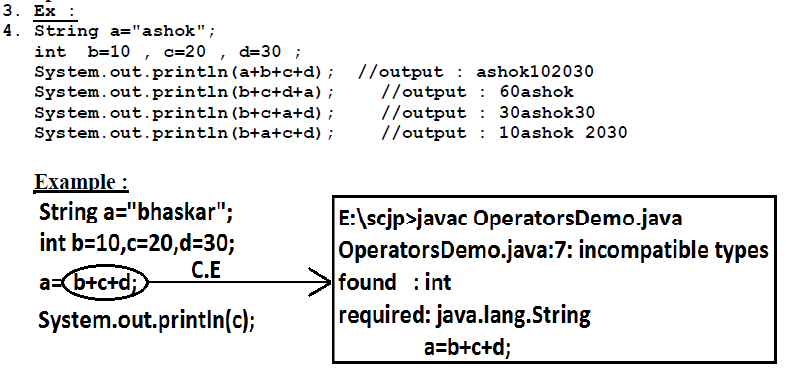 3. Ex :
4. String a="ashok";
int  b=10 , c=20 , d=30 ;
System.out.println(a+b+c+d);  //output : ashok102030
System.out.println(b+c+d+a);    //output : 60ashok
System.out.println(b+c+a+d);    //output : 30ashok30
System.out.println(b+a+c+d);    //output : 10ashok 2030
Example :
String a="bhaskar";
int b=10,c=20,d=30;
a=b+c+d;
C.E
System.out.println(c);
E:\scjp>javac OperatorsDemo.java
OperatorsDemo.java:7: incompatible types
found  : int
required: java.lang.String
a=b+c+d;